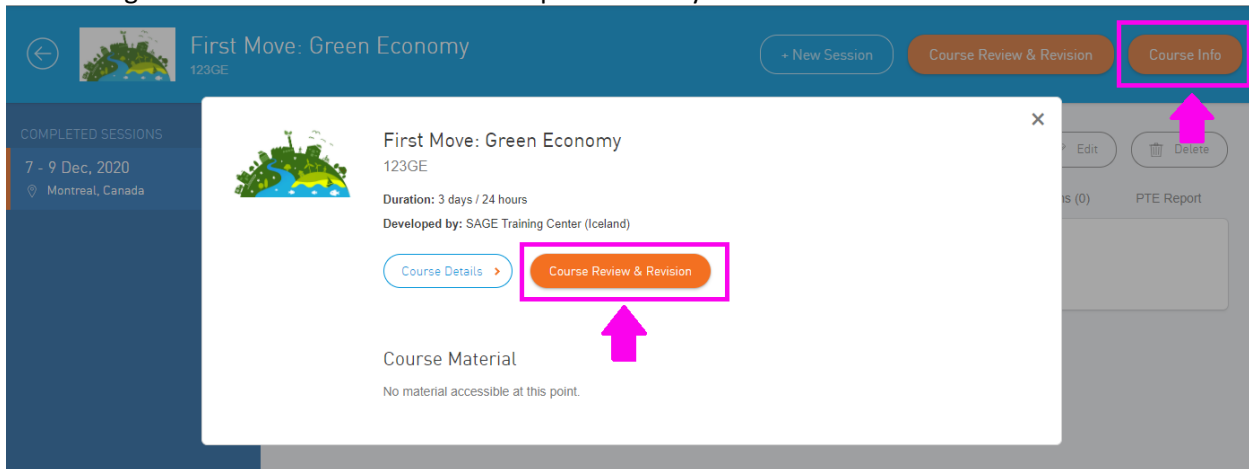 First Move: Green Economy
123GE
+ New Session
Course Review & Revision
Course Info
COMPLETED SESSIONS
7 - 9 Dec, 2020
Montreal, Canada
Edit
Delete
(0)
PTE Report
First Move: Green Economy
123GE
×
Duration: 3 days / 24 hours
Developed by: SAGE Training Center (Iceland)
Course Details >
Course Review & Revision
Course Material
No material accessible at this point.